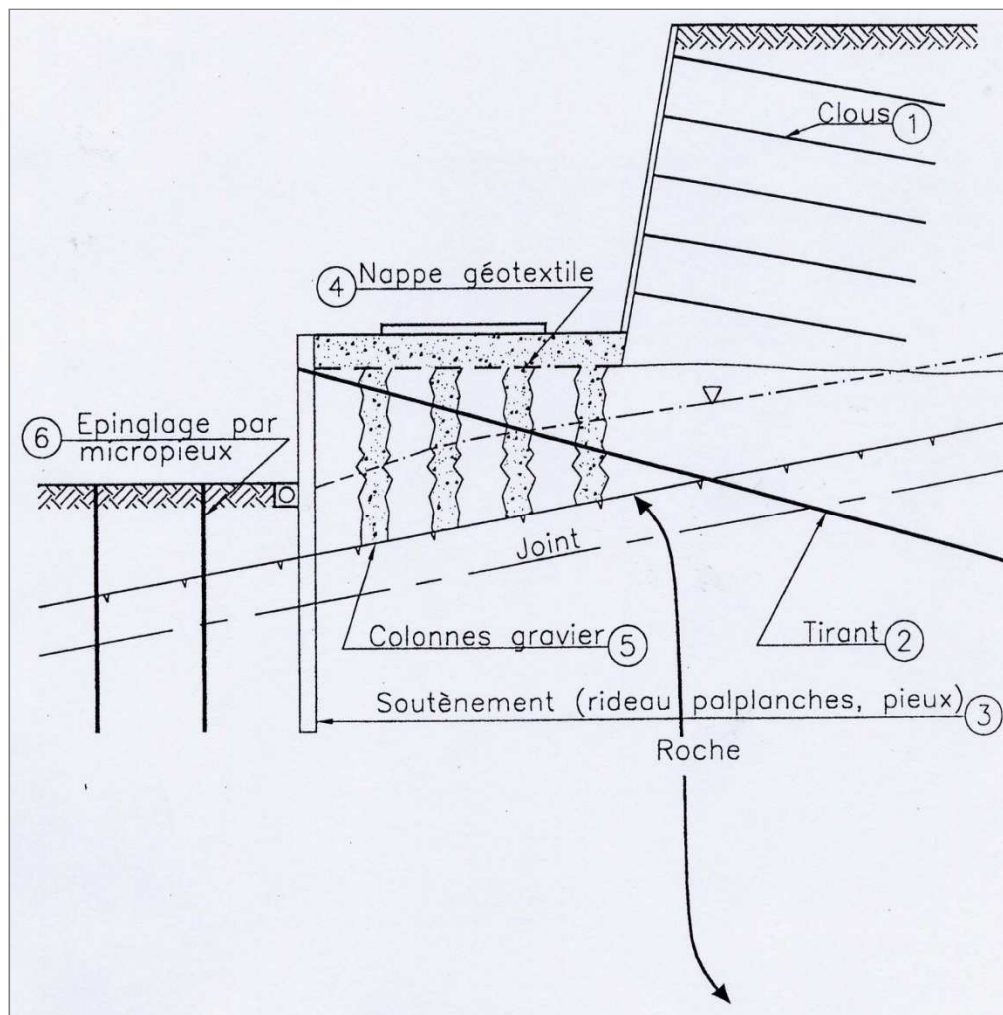 Clous 1
4 Nappe géotextile
6 Epinglage par
micropieux
Joint
Colonnes gravier 5
Tirant 2
Soutènement (rideau palplanches, pieux) 3
Roche